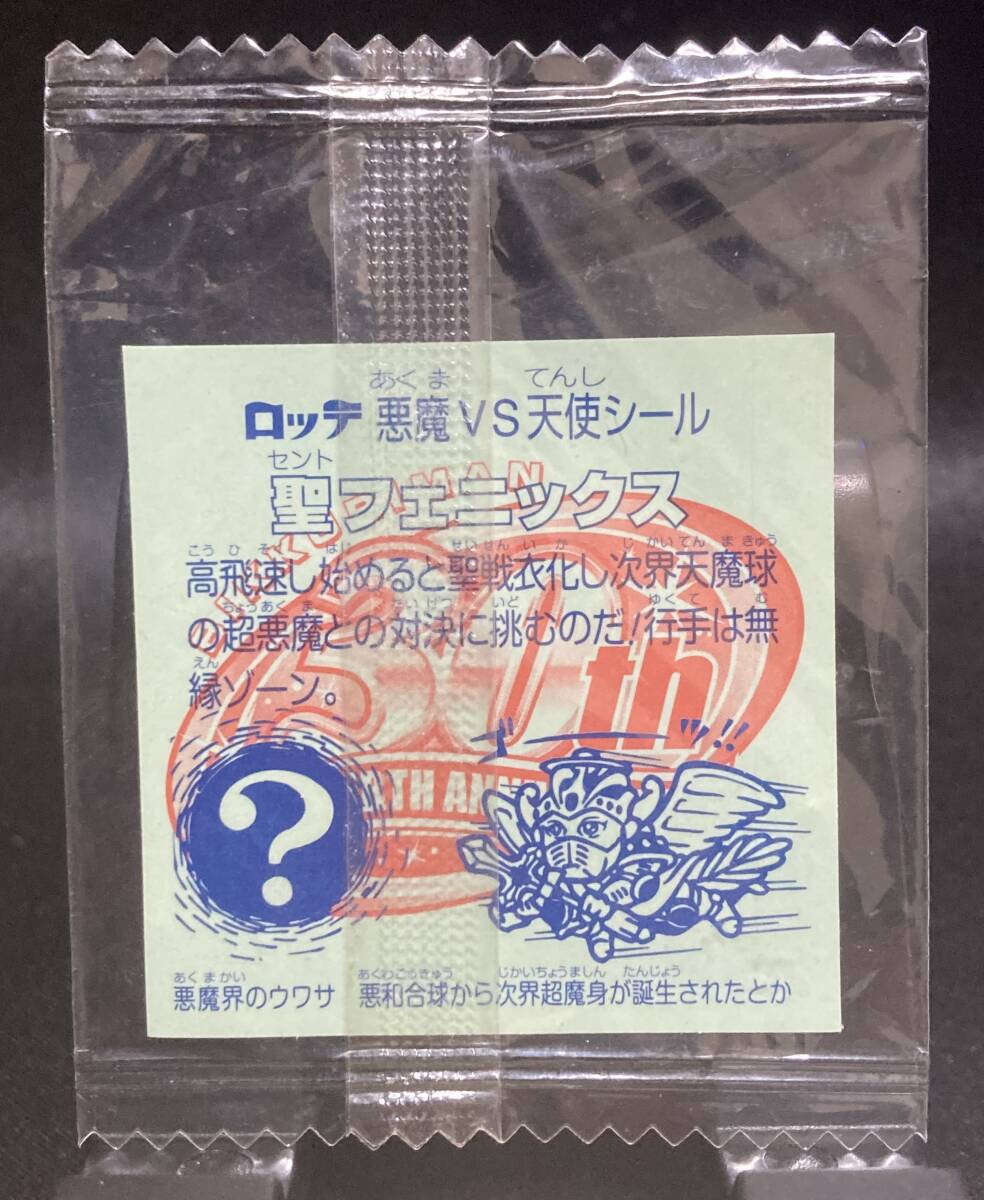 あくま てんし
ロッテ 悪魔VS天使シール
セント
聖フェニックス
こうひそ はじ せいせんいか じかいてんまきゅう
高飛速し始めると聖戦衣化し次界天魔球
ちょうあくま たいけつ いど ゆくて む
の超悪魔との対決に挑むのだ!行手は無
えん
縁ゾーン。
MAN
30th
TH AN
?
ビーーッ!!
あくまかい あくわごうきゅう じかいちょうましん たんじょう
悪魔界のウワサ 悪和合球から次界超魔身が誕生されたとか